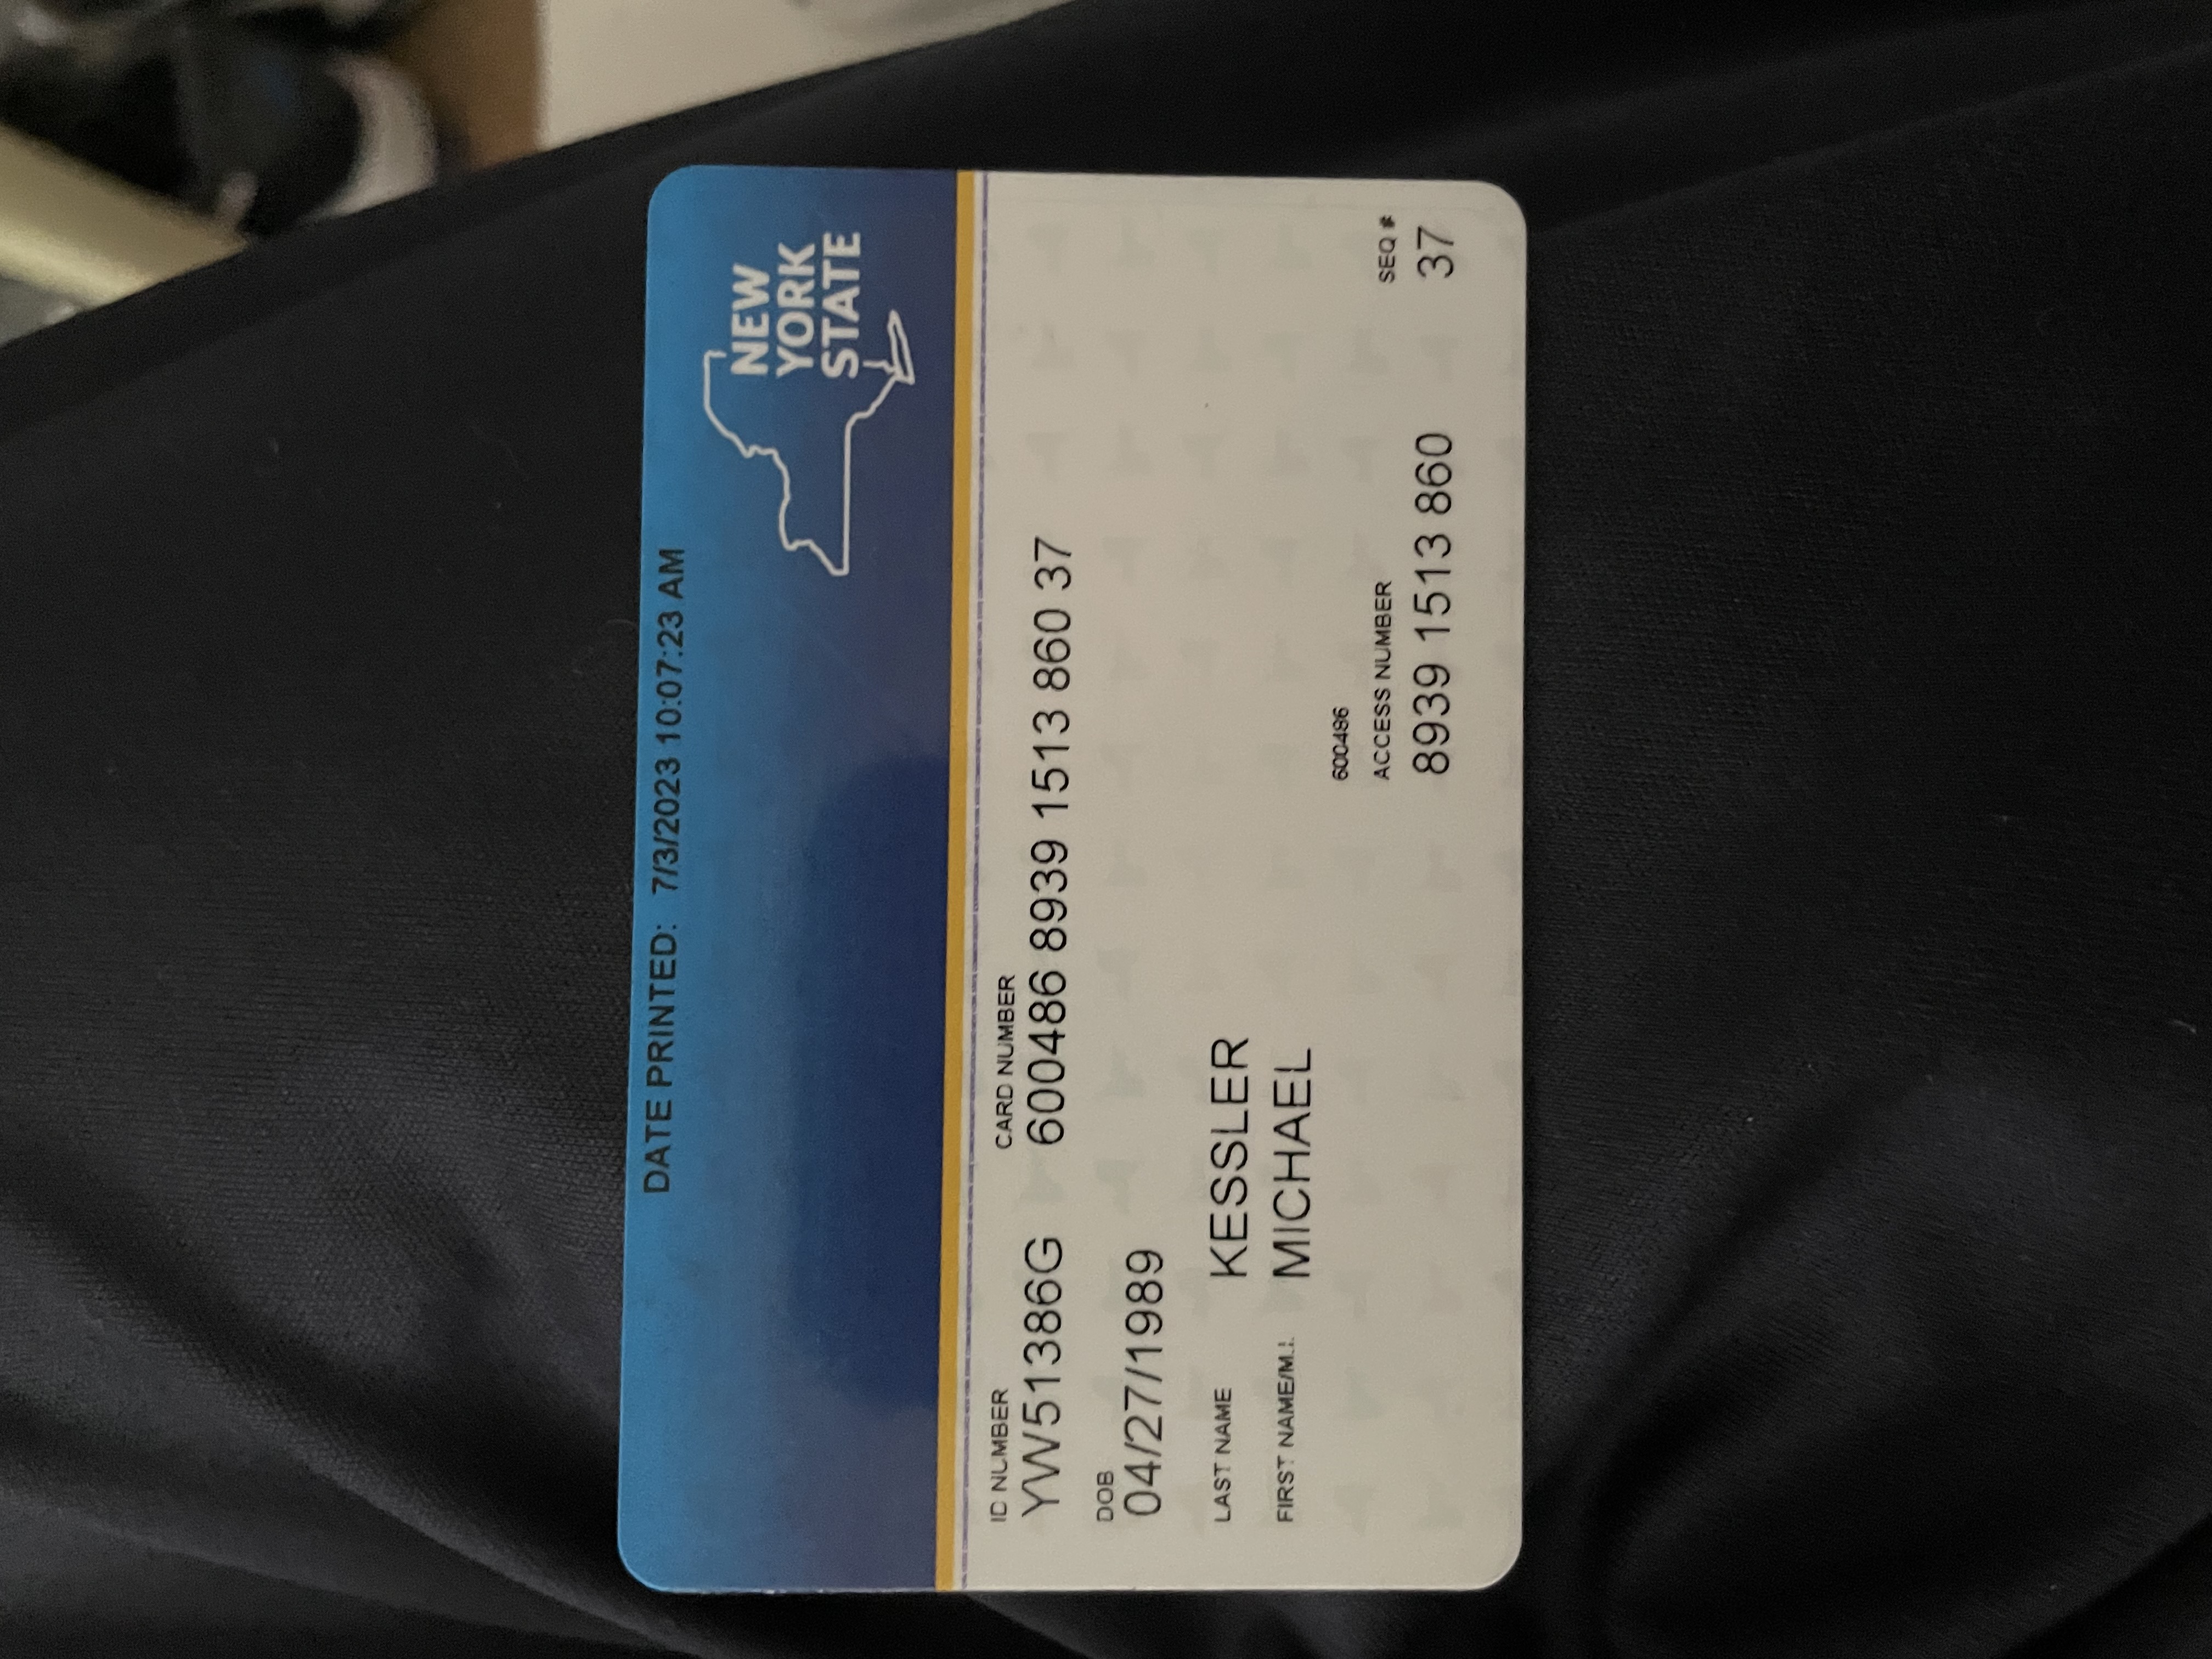 DATE PRINTED: 7/3/2023 10:07:23 AM
NEW
YORK
STATE
ID NUMBER CARD NUMBER
YW51386G 600486 8939 1513 860 37
DOB
04/27/1989
LAST NAME KESSLER
FIRST NAME/M.I. MICHAEL
600486
ACCESS NUMBER SEQ #
8939 1513 860 37